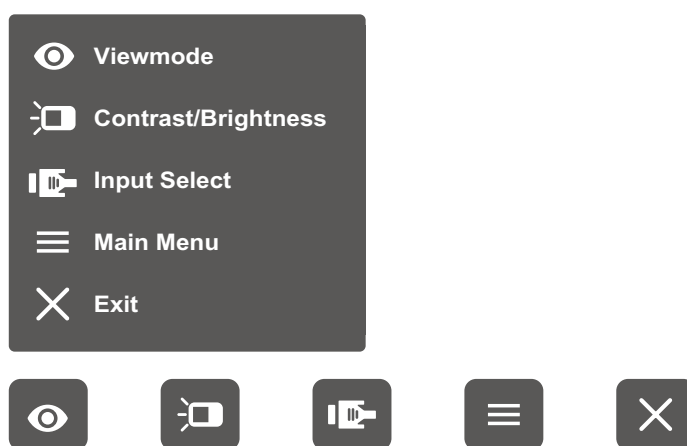 Viewmode
Contrast/Brightness
Input Select
Main Menu
Exit